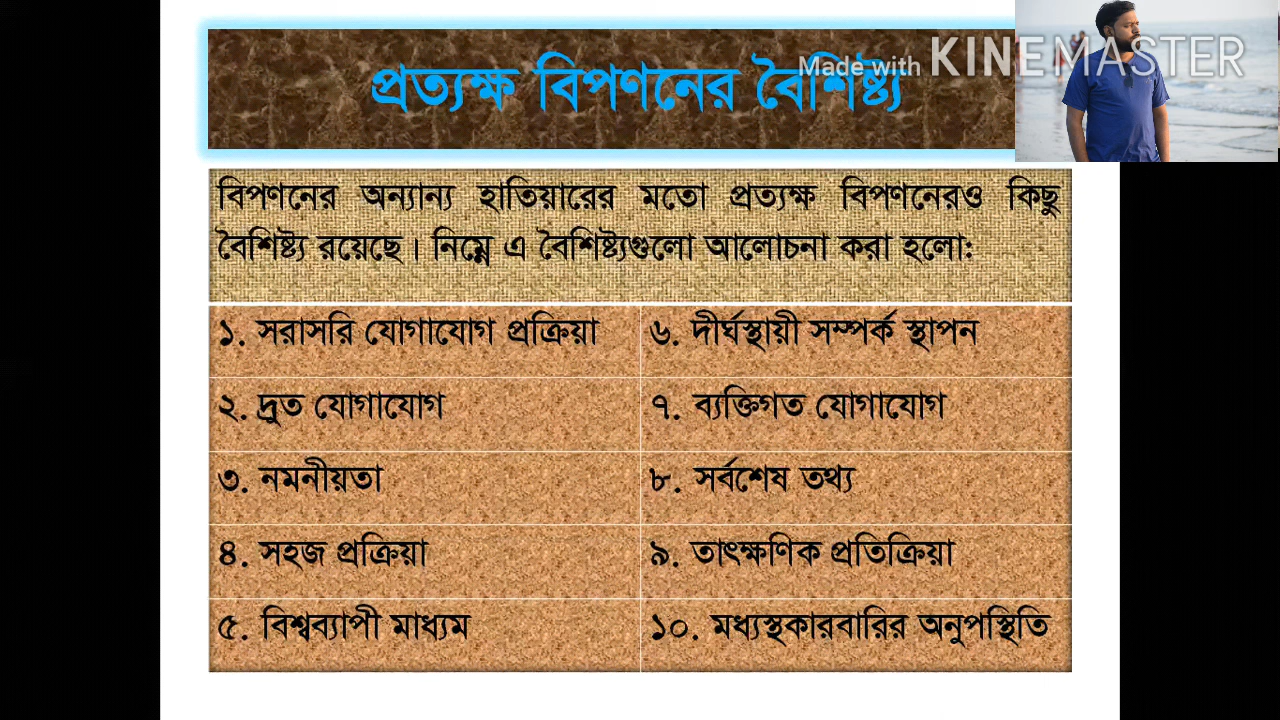 প্রত্যক্ষ বিপণনের বৈশিষ্ট্য
Made with KINEMASTER
বিপণনের অন্যান্য হাতিয়ারের মতো প্রত্যক্ষ বিপণনেরও কিছু
বৈশিষ্ট্য রয়েছে। নিম্নে এ বৈশিষ্ট্যগুলো আলোচনা করা হলো:
১. সরাসরি যোগাযোগ প্রক্রিয়া
৬. দীর্ঘস্থায়ী সম্পর্ক স্থাপন
২. দ্রুত যোগাযোগ
৭. ব্যক্তিগত যোগাযোগ
৩. নমনীয়তা
৮. সর্বশেষ তথ্য
৪. সহজ প্রক্রিয়া
৯. তাৎক্ষণিক প্রতিক্রিয়া
৫. বিশ্বব্যাপী মাধ্যম
১০. মধ্যস্থকারবারির অনুপস্থিতি